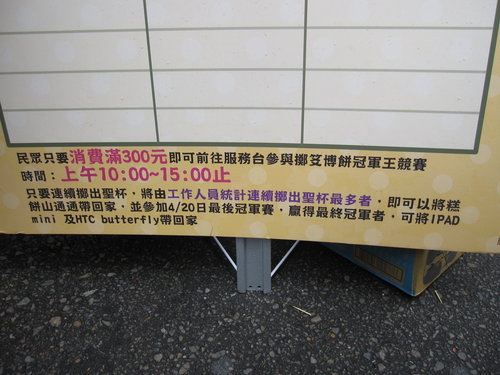 民眾只要消費滿300元即可前往服務台參與擲筊博餅冠軍王競賽
時間：上午10:00~15:00止
只要連續擲出聖杯，將由工作人員統計連續擲出聖杯最多者，即可以將糕
餅山通通帶回家，並參加4/20日最後冠軍賽，贏得最終冠軍者，可將IPAD
mini 及HTC butterfly帶回家